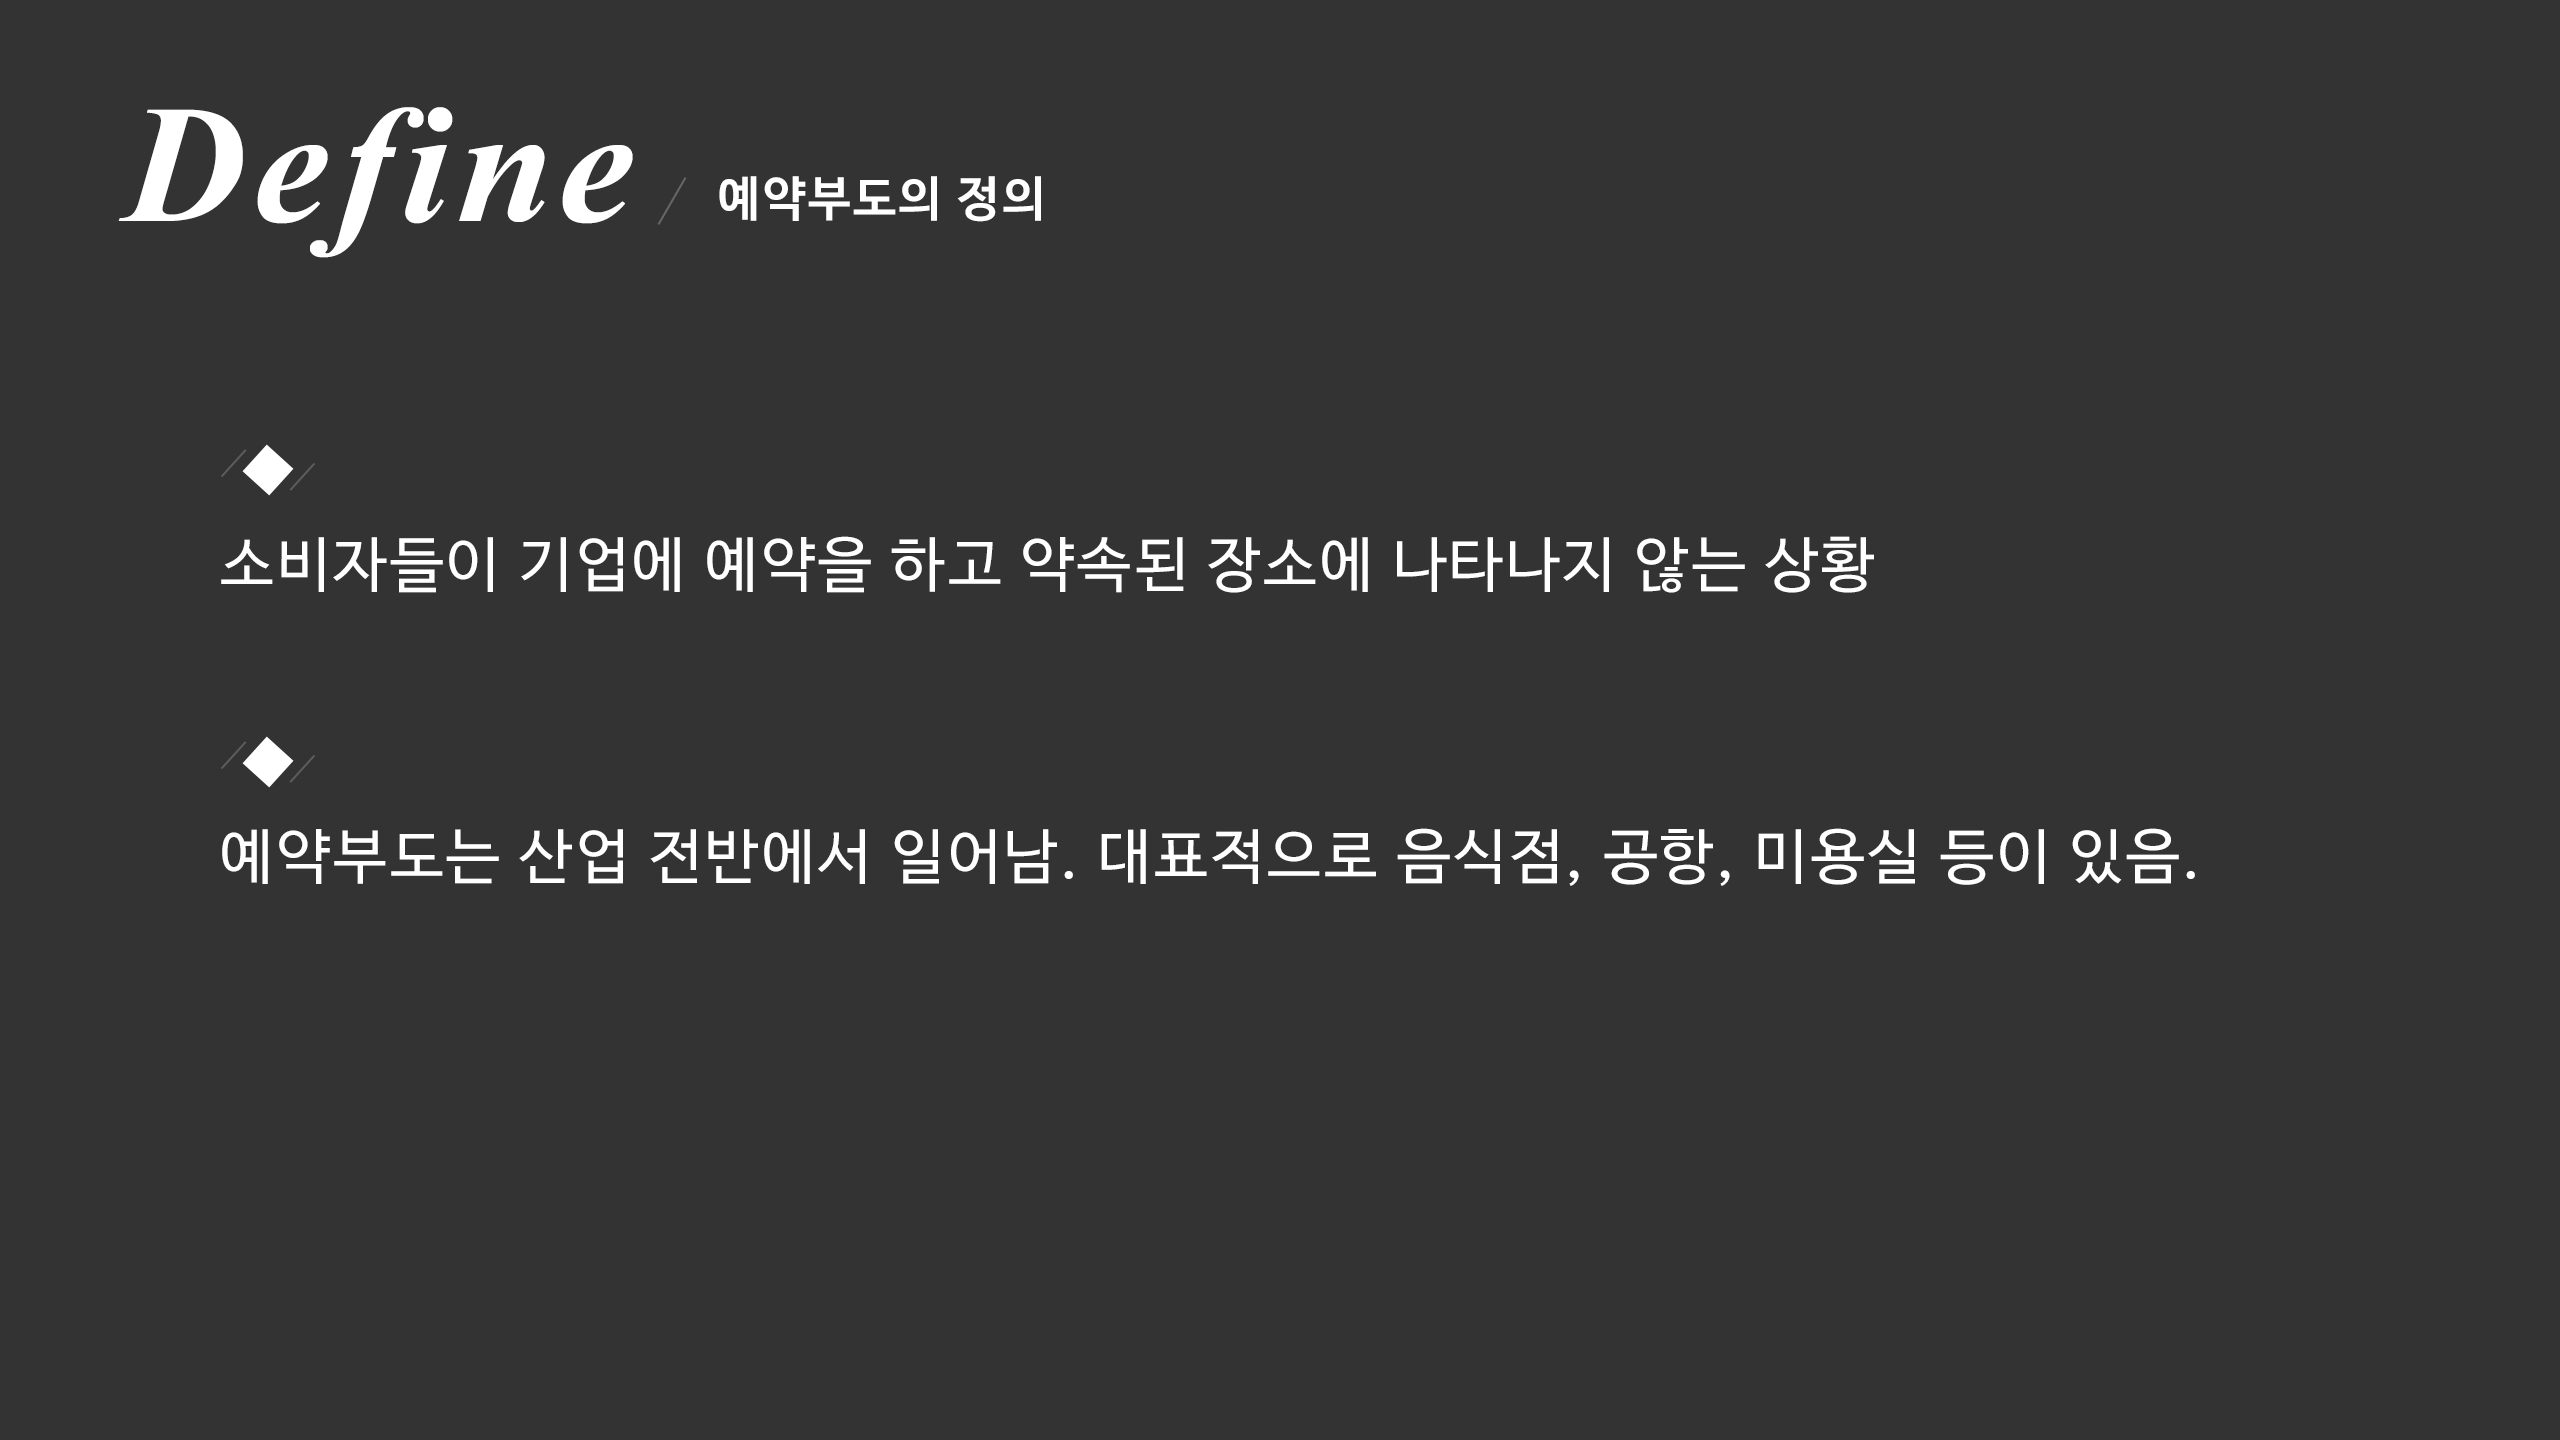 Define / 예약부도의 정의
소비자들이 기업에 예약을 하고 약속된 장소에 나타나지 않는 상황
예약부도는 산업 전반에서 일어남. 대표적으로 음식점, 공항, 미용실 등이 있음.